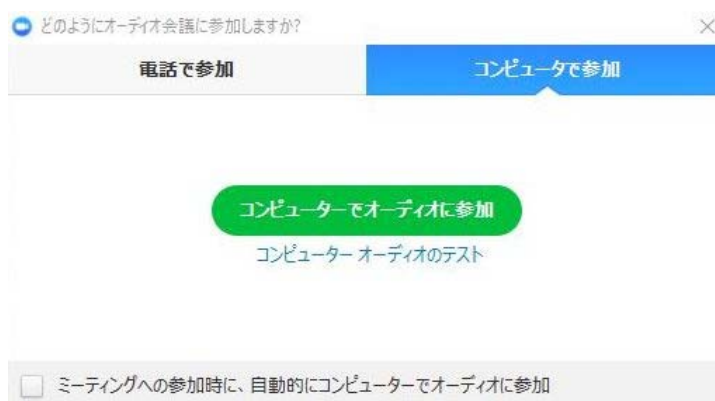 どのようにオーディオ会議に参加しますか?
電話で参加
コンピュータで参加
コンピューターでオーディオに参加
コンピューター オーディオのテスト
ミーティングへの参加時に、自動的にコンピューターでオーディオに参加